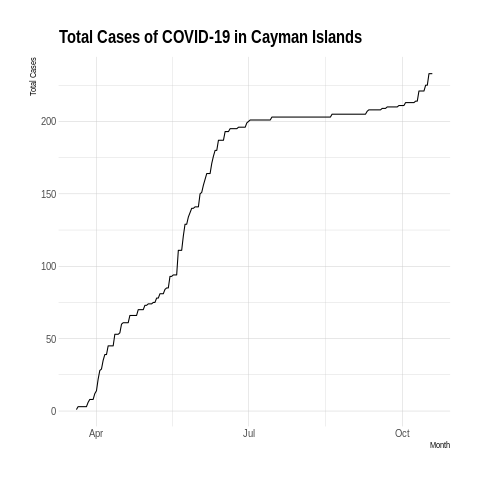 Total Cases of COVID-19 in Cayman Islands
Total Cases
200
150
100
50
0
Apr
Jul
Oct
Month